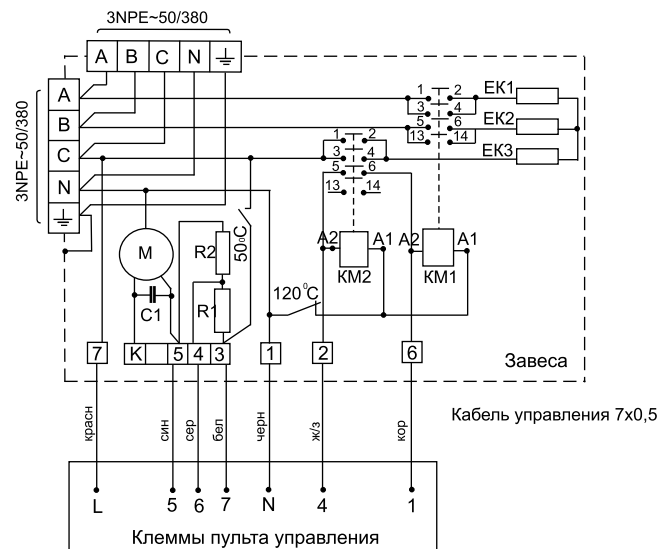 3NPE~50/380
A B C N
3NPE~50/380
A
B
C
N
1 2
3 4
5 6
13 14
EK1
EK2
EK3
1 2
3 4
5 6
13 14
A2 A1
KM2
A2 A1
KM1
M
C1
R2
R1
50⁰C
120⁰C
7 K 5 4 3 1 2 6
Завеса
Кабель управления 7x0,5
красн син сер бел черн ж/з кор
L 5 6 7 N 4 1
Клеммы пульта управления